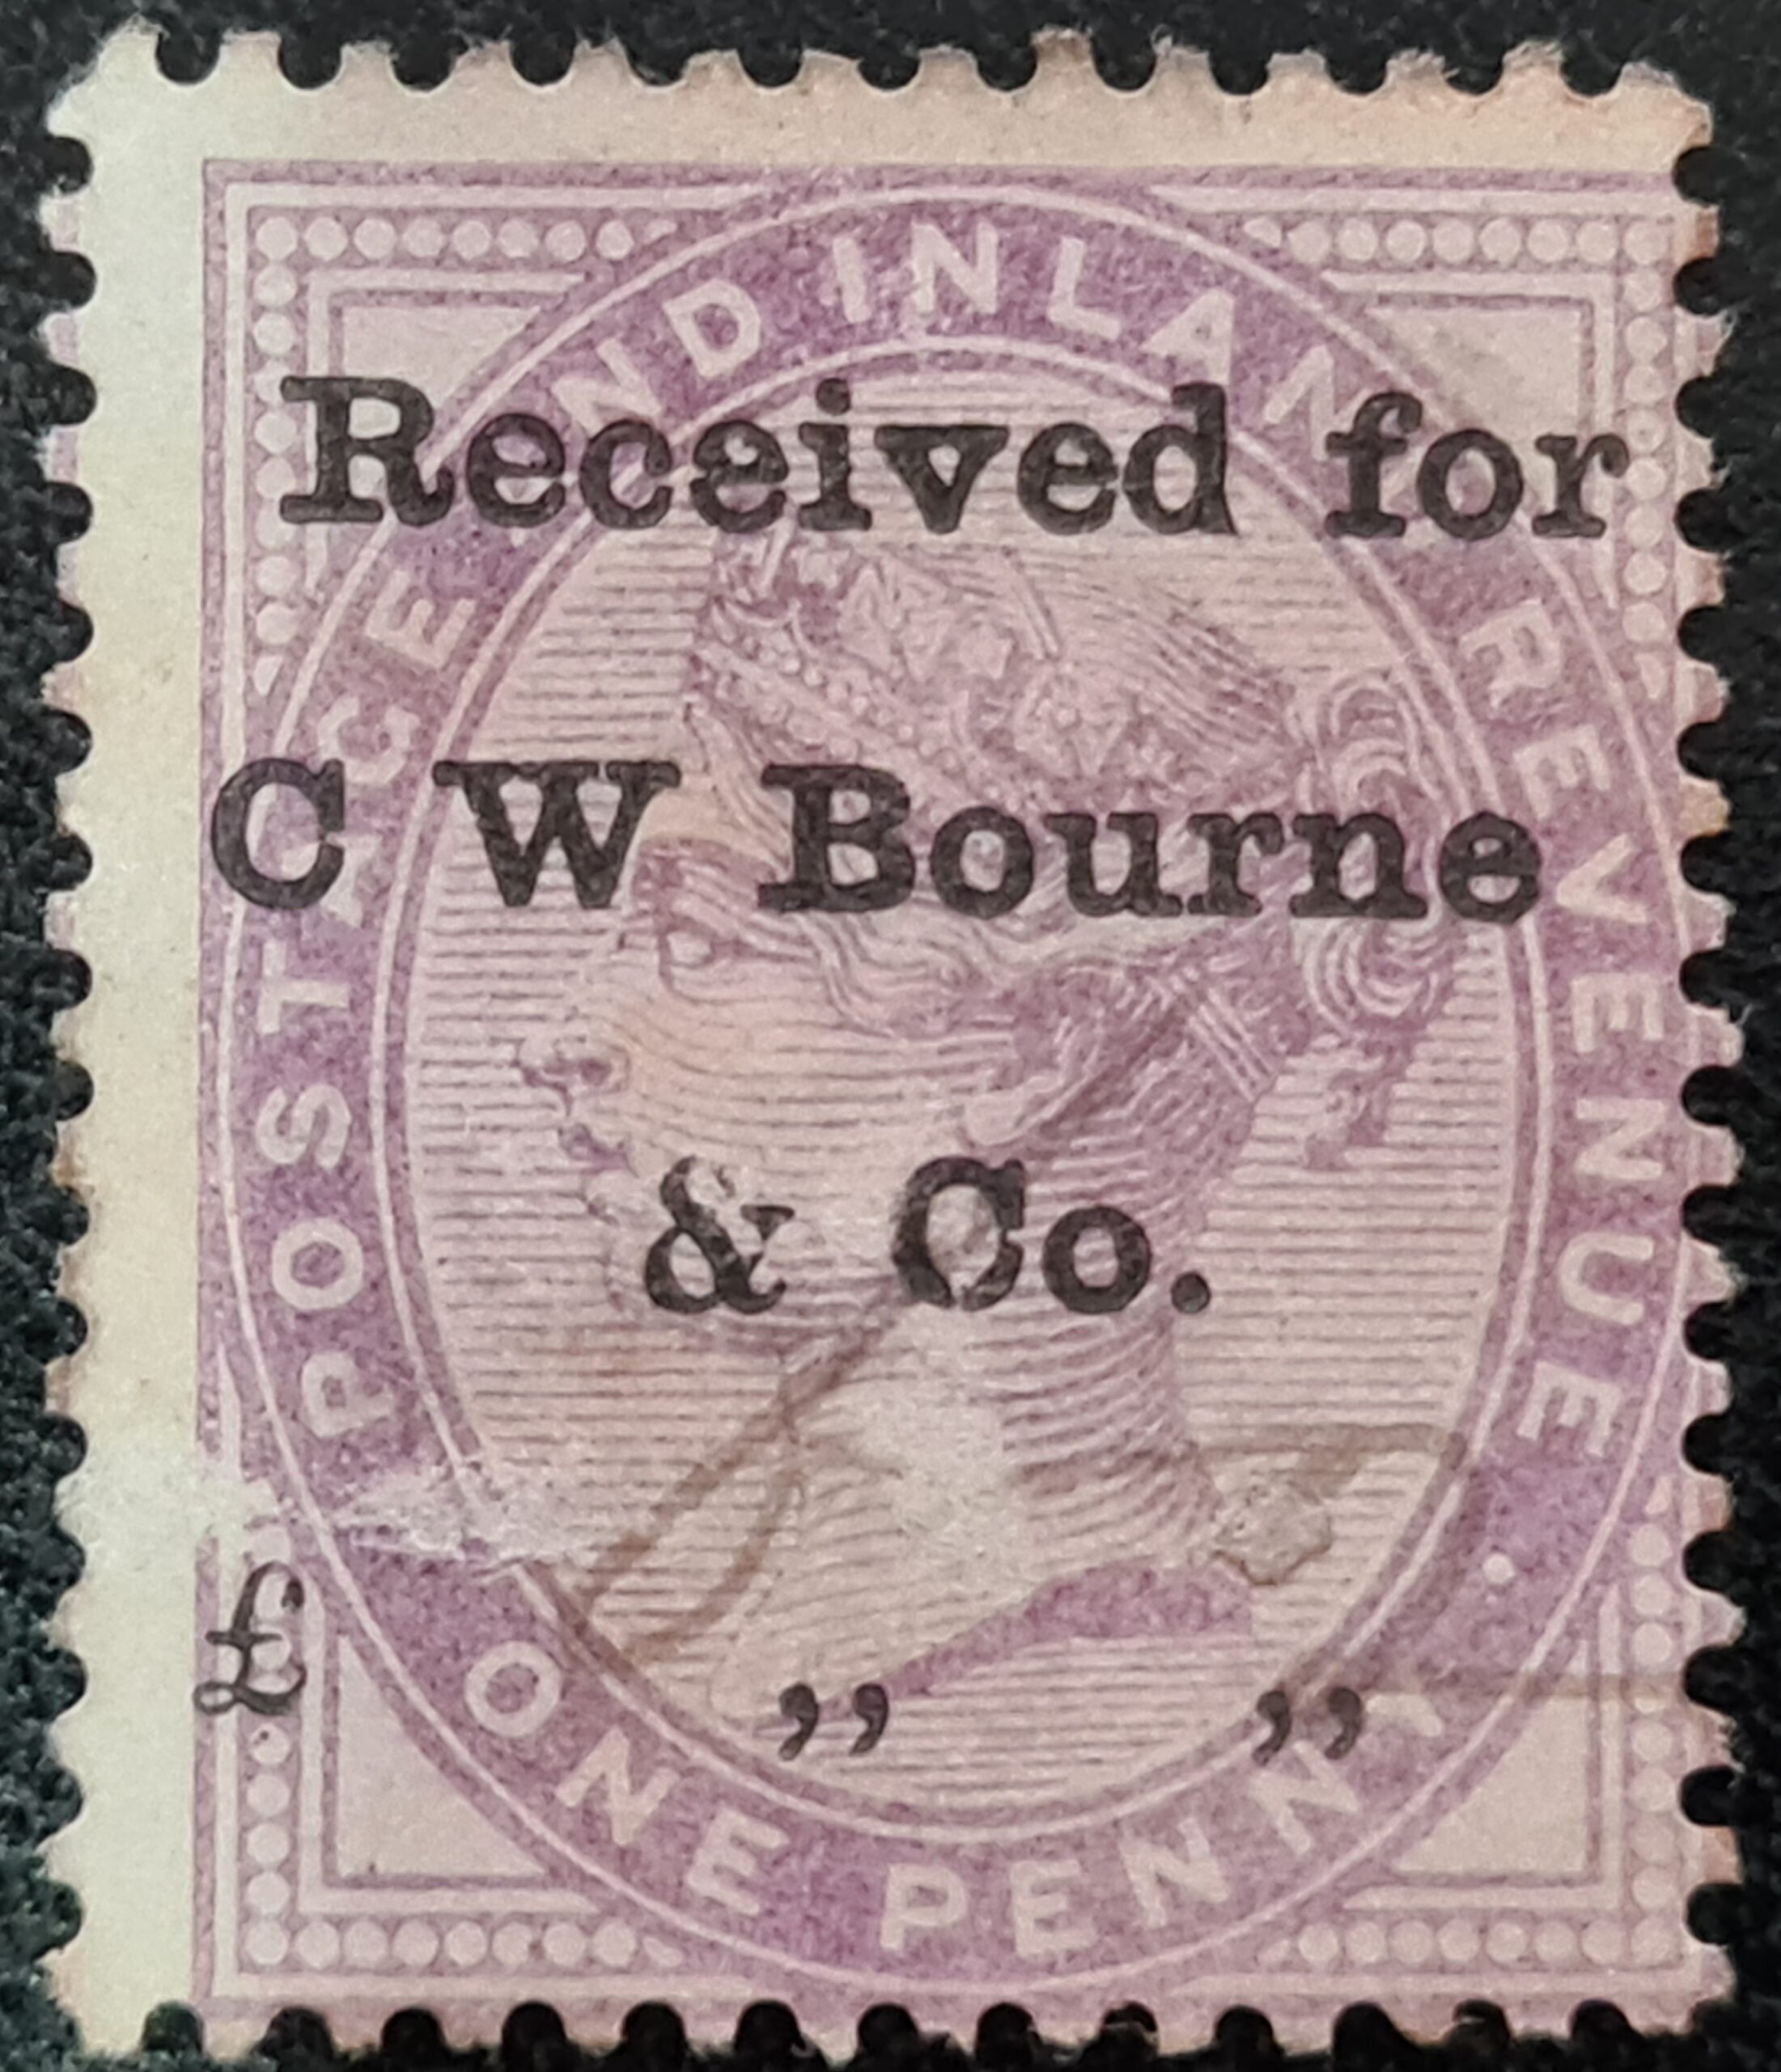 POSTAGE AND INLAND REVENUE
Received for
C W Bourne
& Co.
£ ,, ,,
ONE PENNY